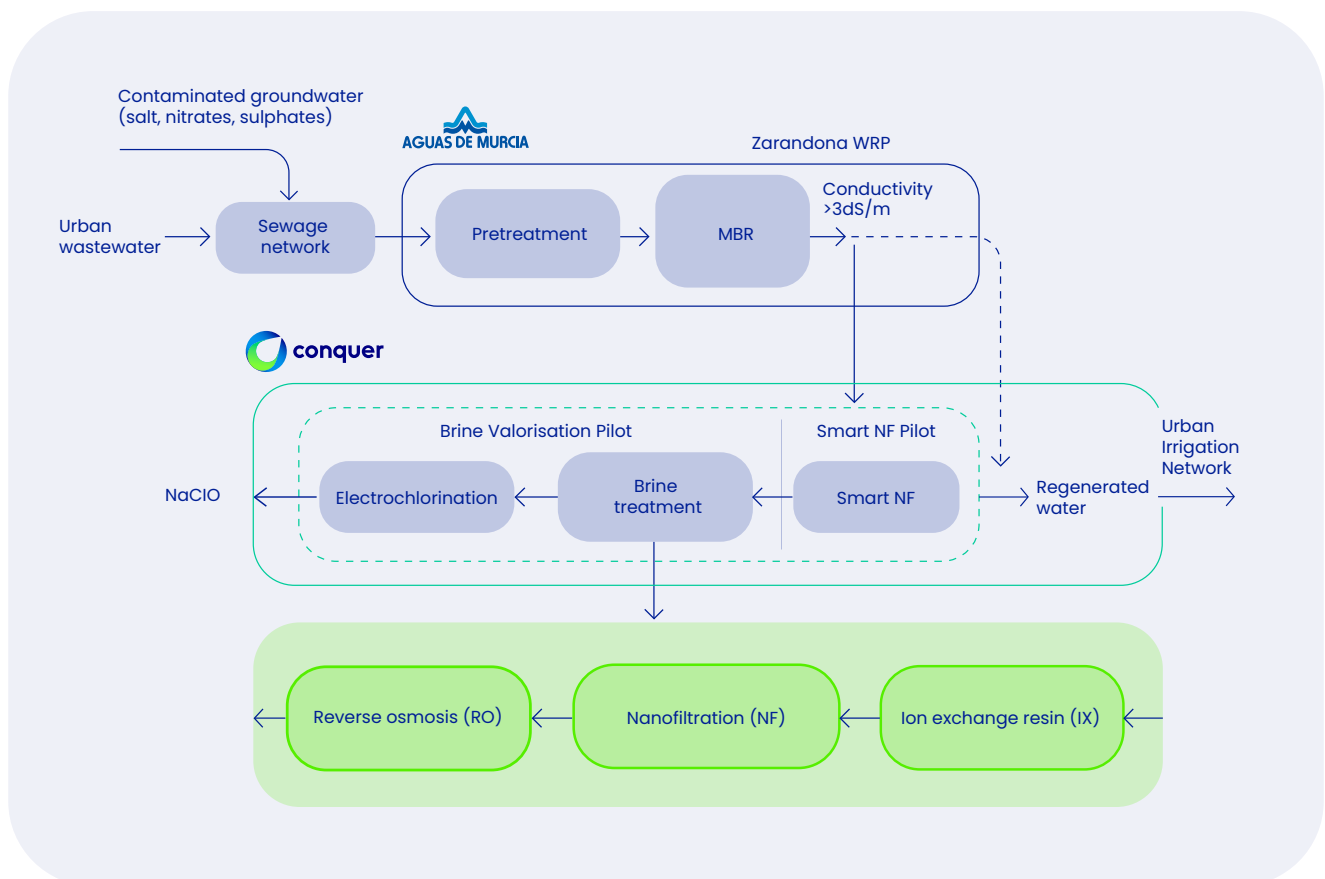 Contaminated groundwater
(salt, nitrates, sulphates)
AGUAS DE MURCIA
Zarandona WRP
Conductivity
>3dS/m
Urban
wastewater
Sewage
network
Pretreatment
MBR
conquer
Brine Valorisation Pilot
Smart NF Pilot
Urban
Irrigation
Network
NaClO
Electrochlorination
Brine
treatment
Smart NF
Regenerated
water
Reverse osmosis (RO)
Nanofiltration (NF)
Ion exchange resin (IX)